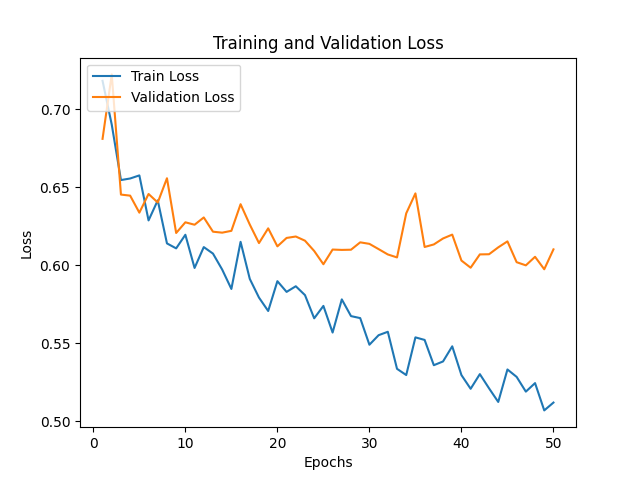 Training and Validation Loss
Train Loss
Validation Loss
Loss
0.70
0.65
0.60
0.55
0.50
0 10 20 30 40 50
Epochs